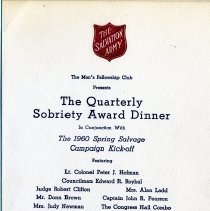 THE
SALVATION
ARMY
The Men's Fellowship Club
Presents
The Quarterly
Sobriety Award Dinner
In Conjunction With
The 1960 Spring Salvage
Campaign Kick-off
Featuring
Lt. Colonel Peter J. Hofman
Councilman Edward R. Roybal
Judge Robert Clifton Mrs. Alan Ladd
Mr. Dana Brown Captain John R. Pearson
Mrs. Judy Newman The Congress Hall Combo